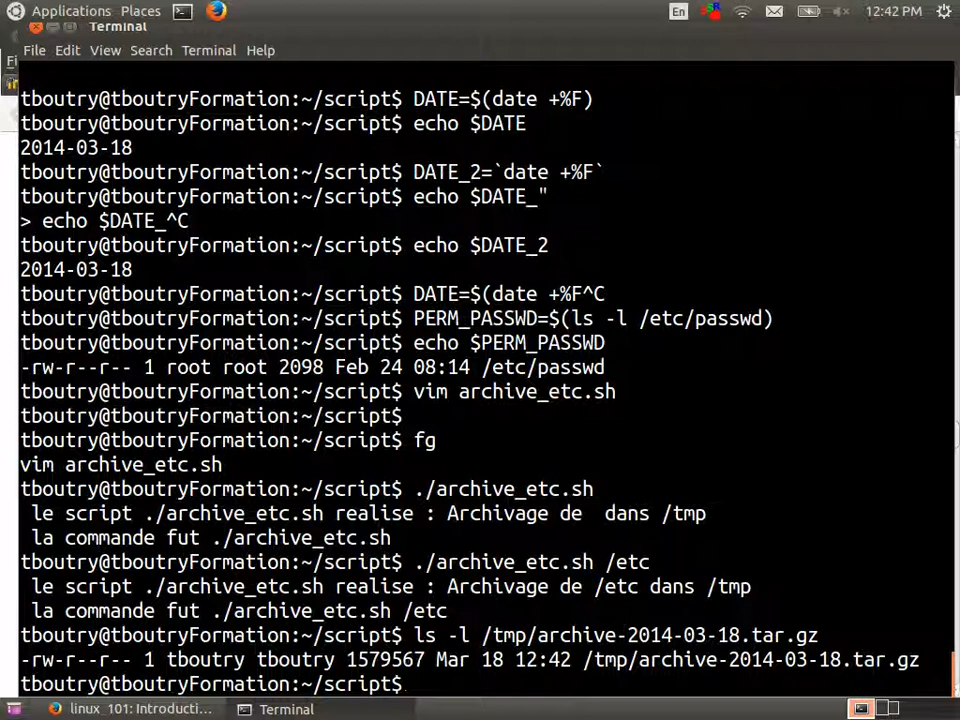 Applications Places En 12:42 PM
Terminal
File Edit View Search Terminal Help
tboutry@tboutryFormation:~/script$ DATE=$(date +%F)
tboutry@tboutryFormation:~/script$ echo $DATE
2014-03-18
tboutry@tboutryFormation:~/script$ DATE_2=`date +%F`
tboutry@tboutryFormation:~/script$ echo $DATE_"
> echo $DATE_^C
tboutry@tboutryFormation:~/script$ echo $DATE_2
2014-03-18
tboutry@tboutryFormation:~/script$ DATE=$(date +%F^C
tboutry@tboutryFormation:~/script$ PERM_PASSWD=$(ls -l /etc/passwd)
tboutry@tboutryFormation:~/script$ echo $PERM_PASSWD
-rw-r--r-- 1 root root 2098 Feb 24 08:14 /etc/passwd
tboutry@tboutryFormation:~/script$ vim archive_etc.sh
tboutry@tboutryFormation:~/script$
tboutry@tboutryFormation:~/script$ fg
vim archive_etc.sh
tboutry@tboutryFormation:~/script$ ./archive_etc.sh
 le script ./archive_etc.sh realise : Archivage de  dans /tmp
 la commande fut ./archive_etc.sh
tboutry@tboutryFormation:~/script$ ./archive_etc.sh /etc
 le script ./archive_etc.sh realise : Archivage de /etc dans /tmp
 la commande fut ./archive_etc.sh /etc
tboutry@tboutryFormation:~/script$ ls -l /tmp/archive-2014-03-18.tar.gz
-rw-r--r-- 1 tboutry tboutry 1579567 Mar 18 12:42 /tmp/archive-2014-03-18.tar.gz
tboutry@tboutryFormation:~/script$
linux_101: Introducti... Terminal